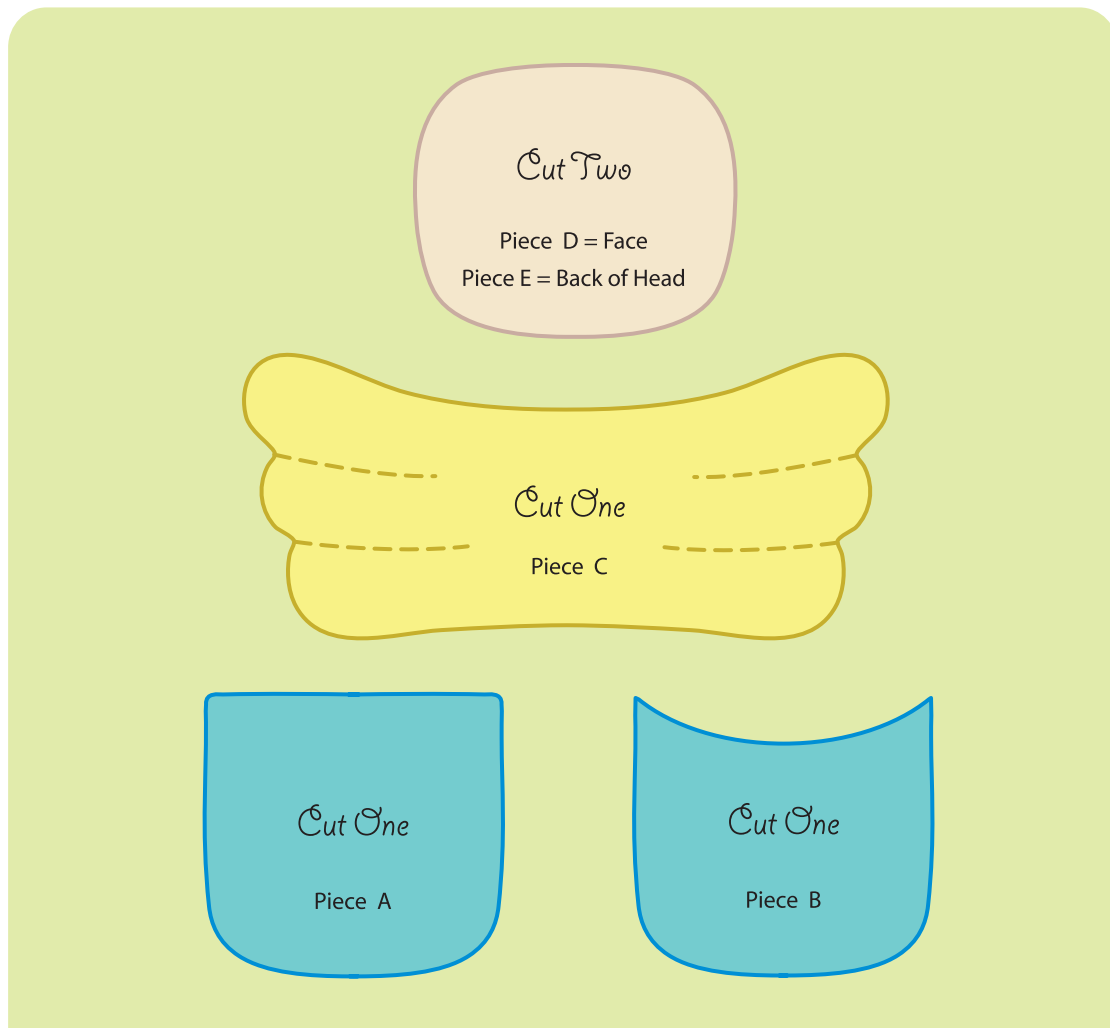 Cut Two
Piece D = Face
Piece E = Back of Head
Cut One
Piece C
Cut One
Piece A
Cut One
Piece B